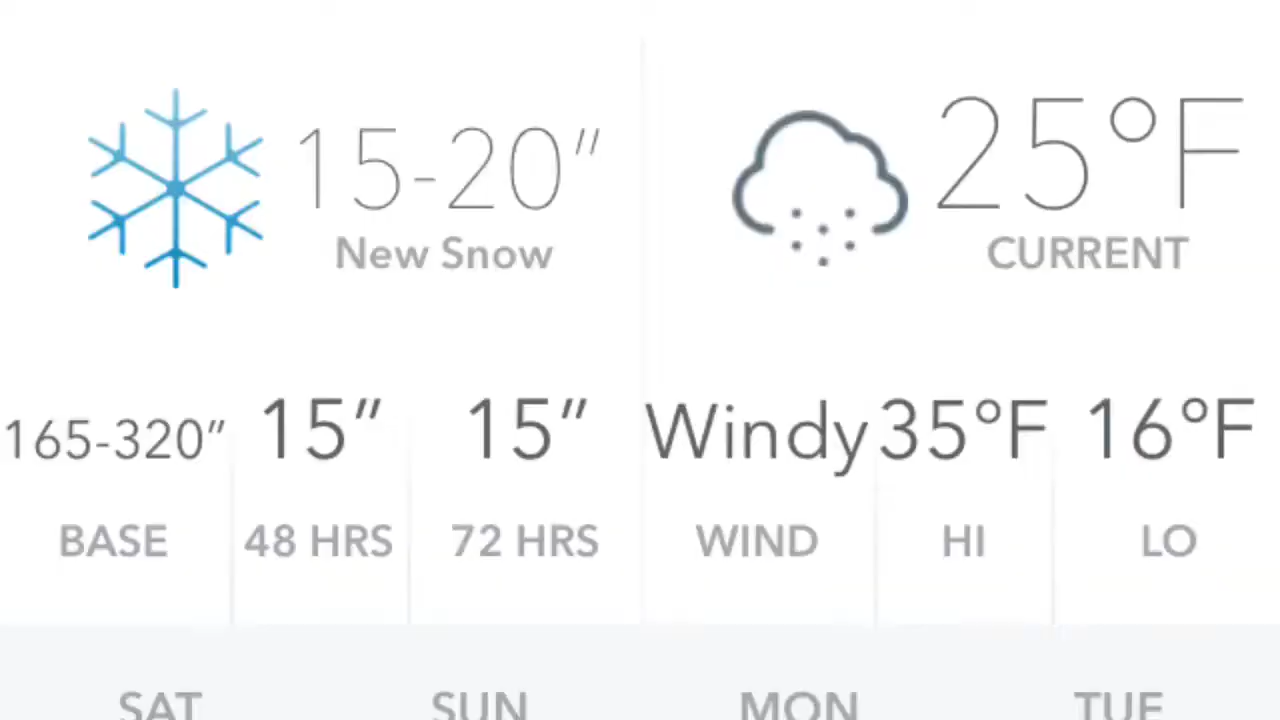 15-20″
New Snow
25°F
CURRENT
165-320″ 15″ 15″
BASE 48 HRS 72 HRS
Windy 35°F 16°F
WIND HI LO
SAT SUN MON TUE